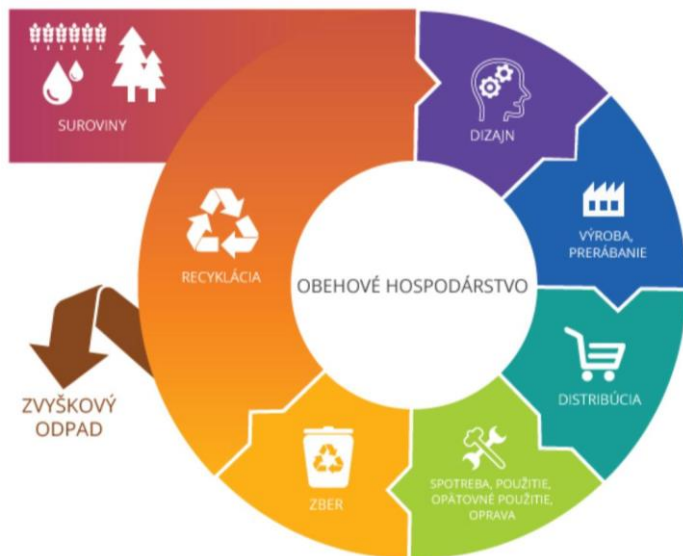 SUROVINY
DIZAJN
VÝROBA,
PRERÁBANIE
RECYKLÁCIA
OBEHOVÉ HOSPODÁRSTVO
DISTRIBÚCIA
ZVYŠKOVÝ
ODPAD
SPOTREBA, POUŽITIE,
OPÄTOVNÉ POUŽITIE,
OPRAVA
ZBER